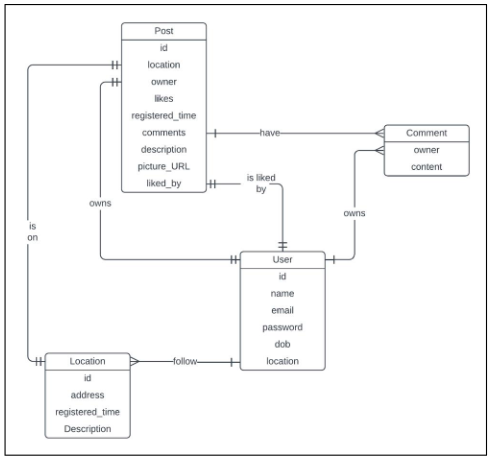 Post
id
location
owner
likes
registered_time
comments
description
picture_URL
liked_by
have
Comment
owner
content
is liked
by
owns
owns
is
on
User
id
name
email
password
dob
location
follow
Location
id
address
registered_time
Description